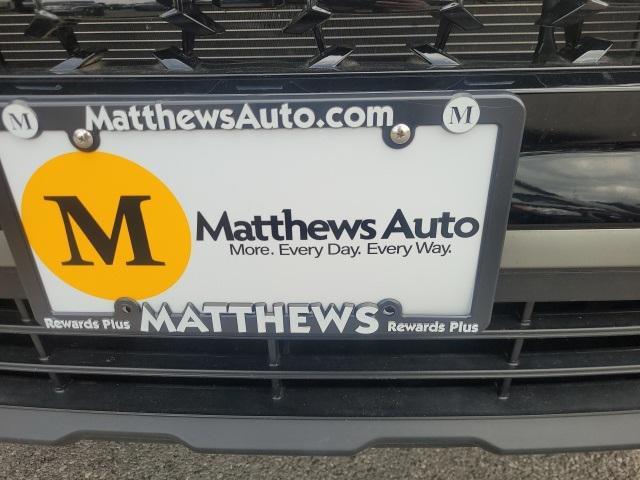 M MatthewsAuto.com M
M Matthews Auto
More. Every Day. Every Way.
Rewards Plus MATTHEWS Rewards Plus